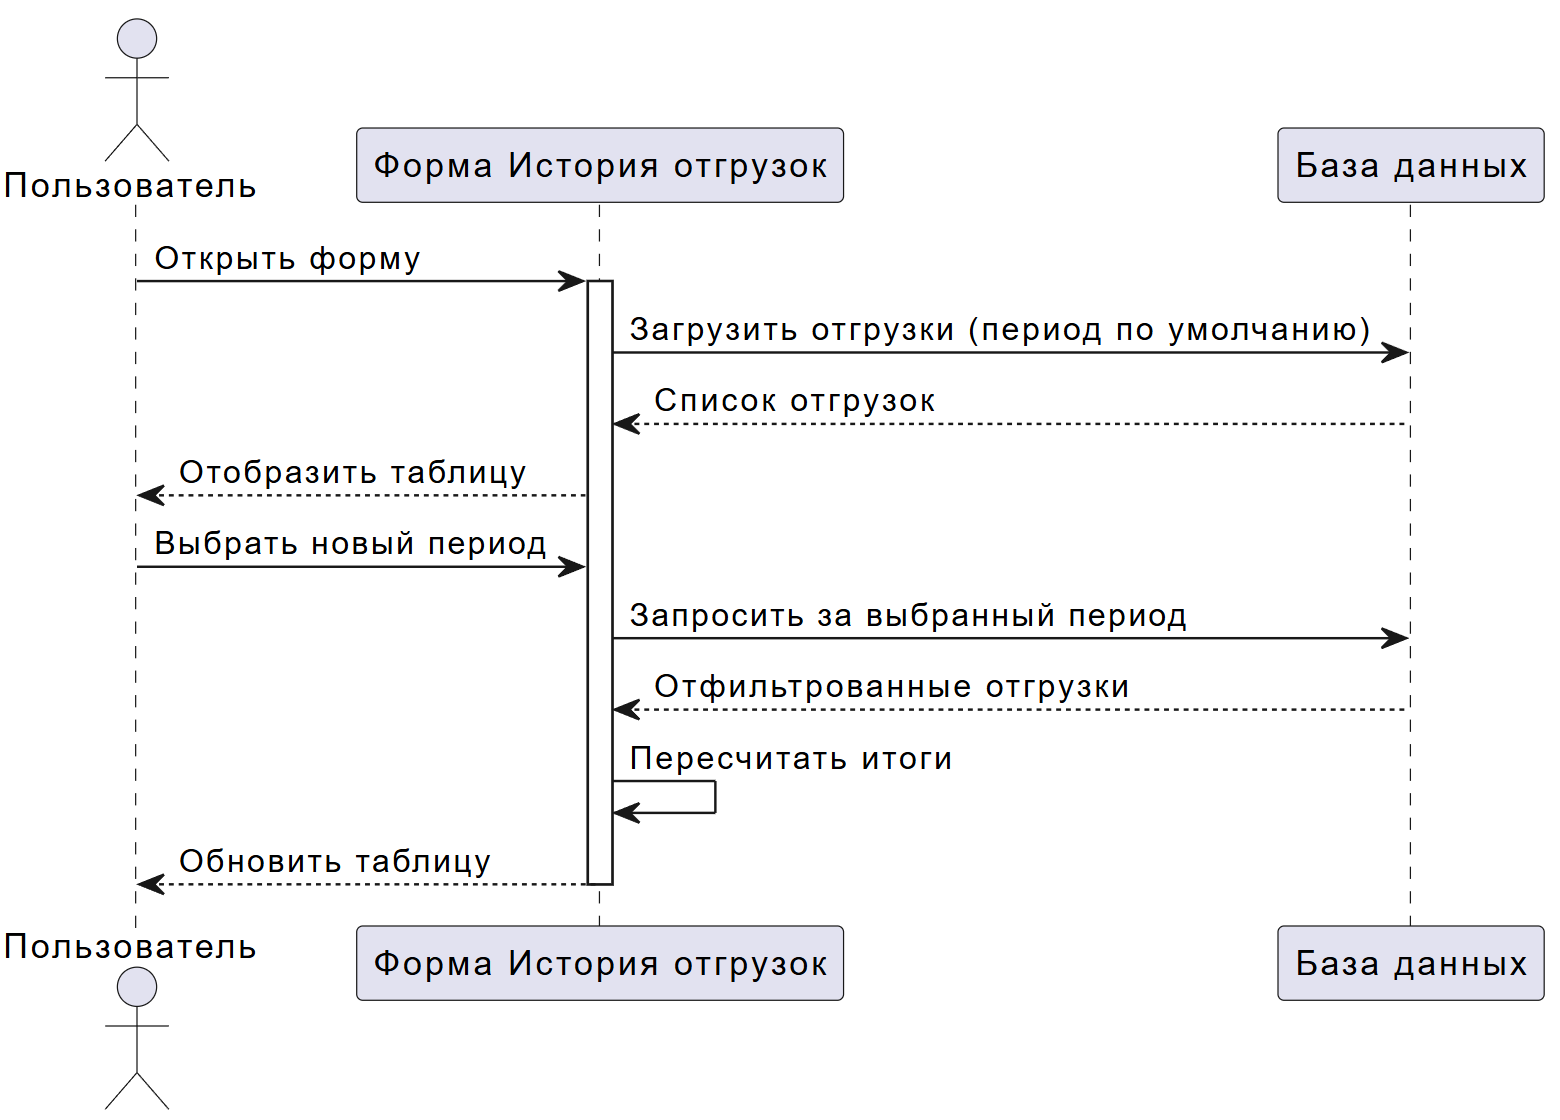 Пользователь
Форма История отгрузок
База данных
Открыть форму
Загрузить отгрузки (период по умолчанию)
Список отгрузок
Отобразить таблицу
Выбрать новый период
Запросить за выбранный период
Отфильтрованные отгрузки
Пересчитать итоги
Обновить таблицу
Пользователь
Форма История отгрузок
База данных